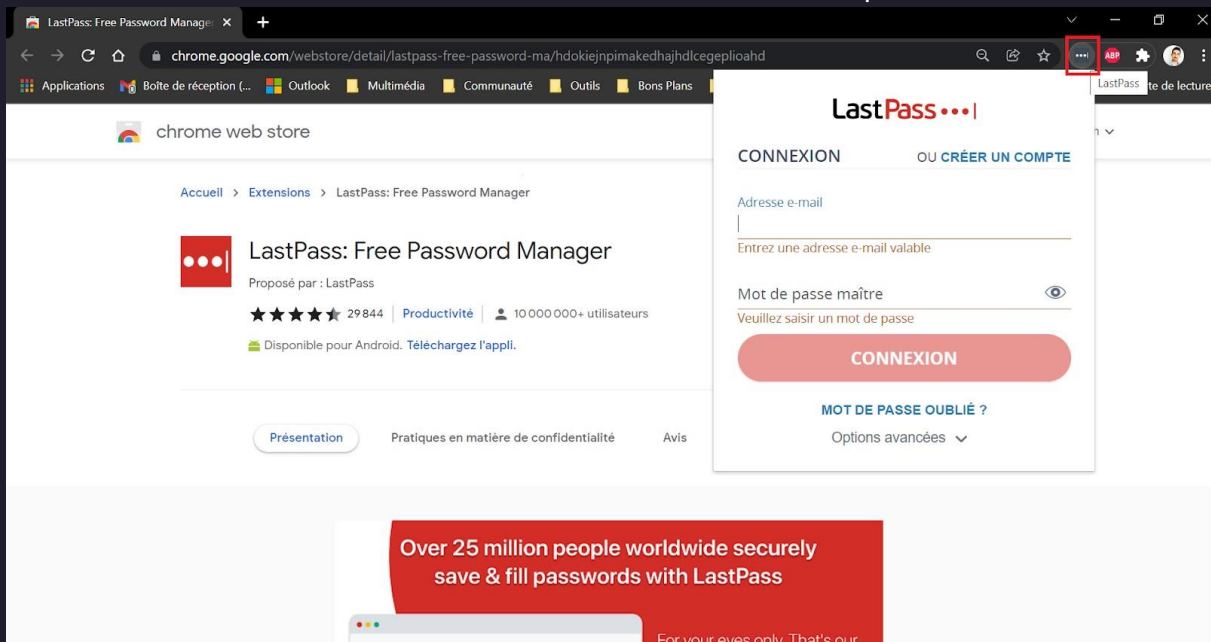 LastPass: Free Password Manage
chrome.google.com/webstore/detail/lastpass-free-password-ma/hdokiejnpimakedhajhdlcegeplioahd
ABP
Applications Boîte de réception (... Outlook Multimédia Communauté Outils Bons Plans
LastPass te de lecture
chrome web store
Accueil > Extensions > LastPass: Free Password Manager
LastPass: Free Password Manager
Proposé par : LastPass
29 844 | Productivité | 10 000 000+ utilisateurs
Disponible pour Android. Téléchargez l'appli.
Présentation Pratiques en matière de confidentialité Avis
LastPass •••|
CONNEXION OU CRÉER UN COMPTE
Adresse e-mail
Entrez une adresse e-mail valable
Mot de passe maître
Veuillez saisir un mot de passe
CONNEXION
MOT DE PASSE OUBLIÉ ?
Options avancées
Over 25 million people worldwide securely
save & fill passwords with LastPass
For your eyes only. That's our